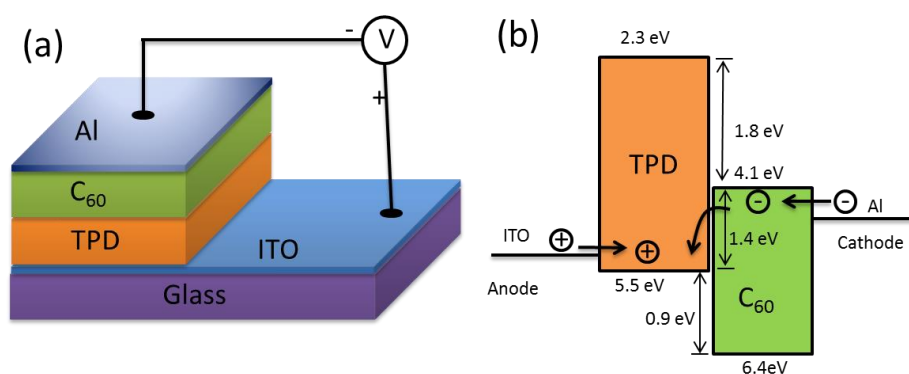 (a)
-
V
+
Al
C₆₀
TPD
ITO
Glass
(b)
2.3 eV
1.8 eV
TPD
4.1 eV
+
-
-
Al
ITO
+
1.4 eV
Cathode
Anode
5.5 eV
C₆₀
0.9 eV
6.4eV